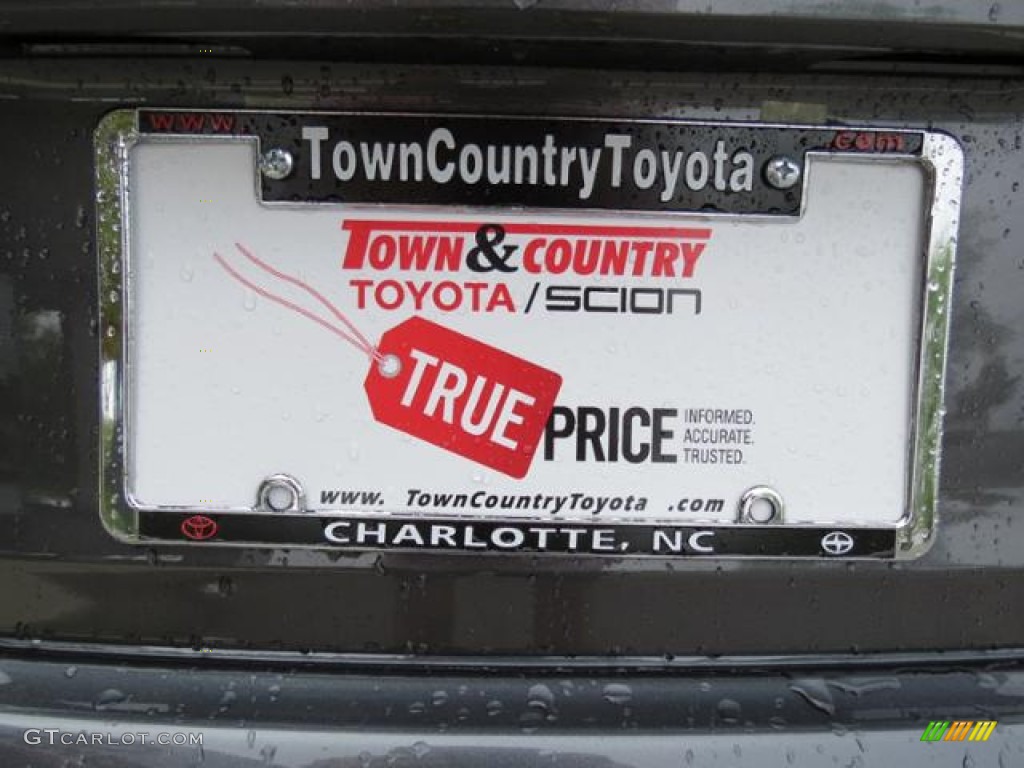 www. .com
TownCountryToyota
TOWN & COUNTRY
TOYOTA / SCION
TRUE
PRICE
INFORMED.
ACCURATE.
TRUSTED.
www. TownCountryToyota .com
CHARLOTTE, NC
GTCARLOT.COM